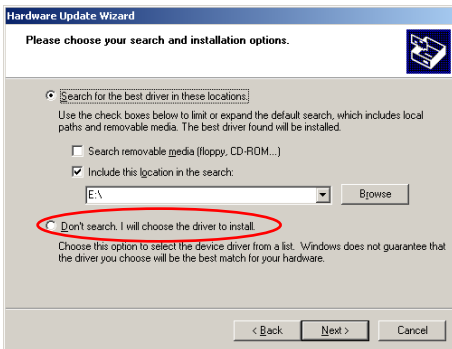 Hardware Update Wizard
Please choose your search and installation options.
Search for the best driver in these locations.
Use the check boxes below to limit or expand the default search, which includes local
paths and removable media. The best driver found will be installed.
Search removable media (floppy, CD-ROM...)
Include this location in the search:
E:\
Browse
Don't search. I will choose the driver to install.
Choose this option to select the device driver from a list. Windows does not guarantee that
the driver you choose will be the best match for your hardware.
< Back
Next >
Cancel